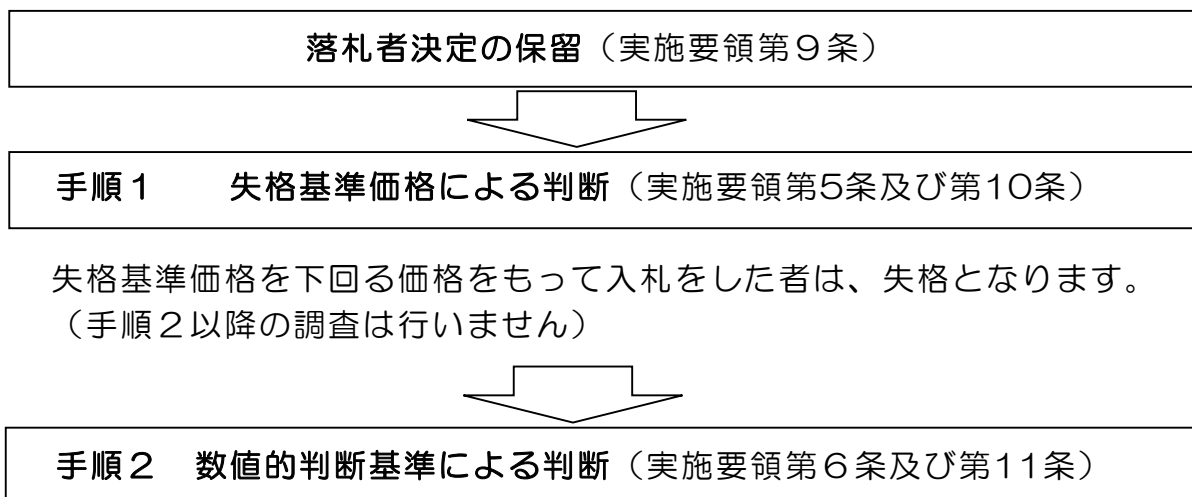 落札者決定の保留（実施要領第９条）
手順１　　失格基準価格による判断（実施要領第5条及び第10条）
失格基準価格を下回る価格をもって入札をした者は、失格となります。
（手順２以降の調査は行いません）
手順２　数値的判断基準による判断（実施要領第６条及び第11条）